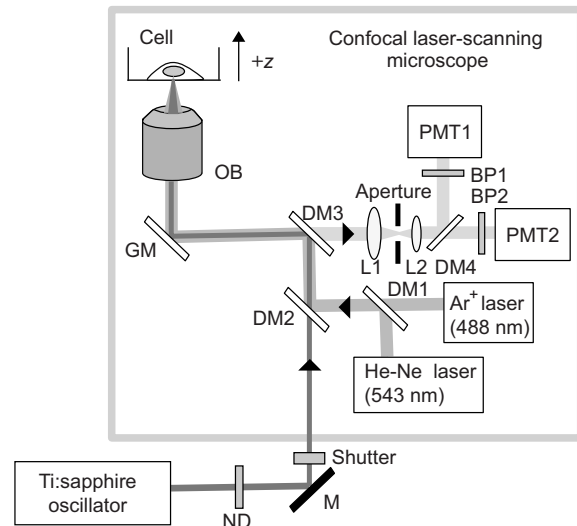 Cell
+z
Confocal laser-scanning
microscope
PMT1
OB
BP1
Aperture
BP2
DM3
PMT2
GM
L1
L2
DM4
DM1
DM2
Ar+ laser
(488 nm)
He-Ne laser
(543 nm)
Shutter
Ti:sapphire
oscillator
M
ND